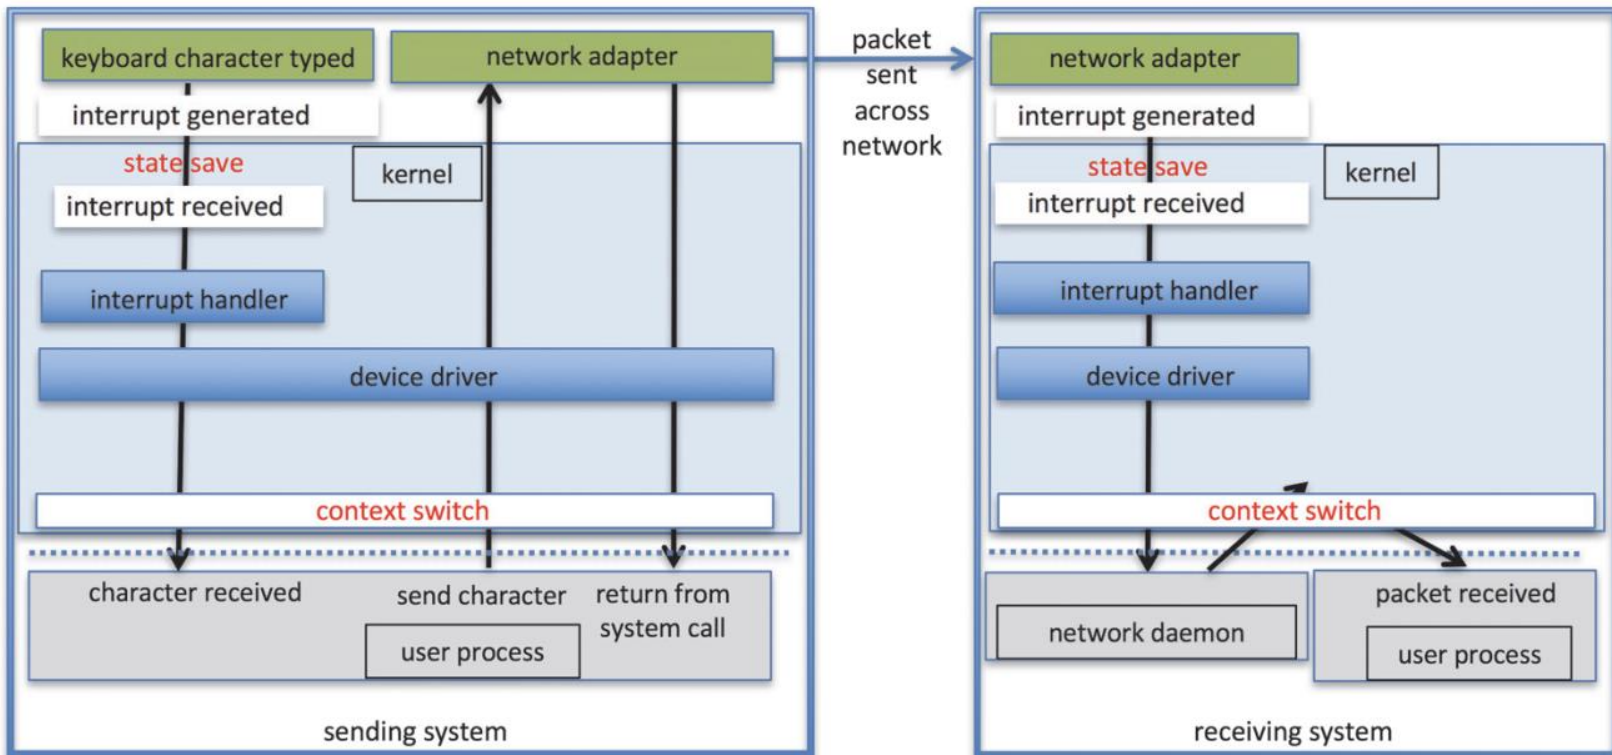 keyboard character typed
network adapter
interrupt generated
state save
kernel
interrupt received
interrupt handler
device driver
context switch
character received
send character
return from
system call
user process
sending system
packet
sent
across
network
network adapter
interrupt generated
state save
kernel
interrupt received
interrupt handler
device driver
context switch
network daemon
packet received
user process
receiving system